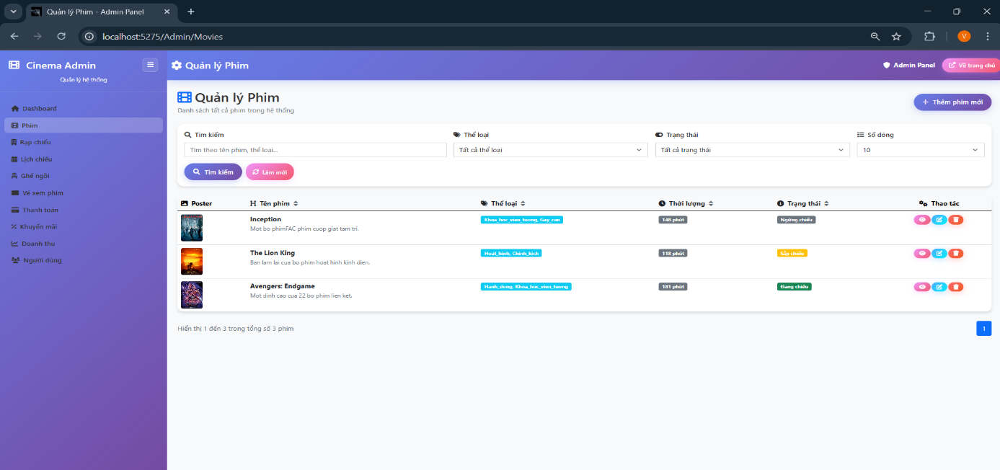 Quản lý Phim - Admin Panel
localhost:5275/Admin/Movies
V
Cinema Admin
Quản lý hệ thống
Quản lý Phim
Admin Panel
Về trang chủ
Dashboard
Phim
Rạp chiếu
Lịch chiếu
Ghế ngồi
Vé xem phim
Thanh toán
Khuyến mãi
Doanh thu
Người dùng
Quản lý Phim
Danh sách tất cả phim trong hệ thống
Thêm phim mới
Tìm kiếm
Thể loại
Trạng thái
Số dòng
Tìm theo tên phim, thể loại...
Tất cả thể loại
Tất cả trạng thái
10
Tìm kiếm
Làm mới
Poster
Tên phim
Thể loại
Thời lượng
Trạng thái
Thao tác
Inception
Mot bo phimFAC phim cuop giat tam tri.
Khoa_hoc_vien_tuong, Gay_can
148 phút
Ngừng chiếu
The Lion King
Ban lam lai cua bo phim hoat hinh kinh dien.
Hoat_hinh, Chinh_kich
118 phút
Sắp chiếu
Avengers: Endgame
Mot dinh cao cua 22 bo phim lien ket.
Hanh_dong, Khoa_hoc_vien_tuong
181 phút
Đang chiếu
Hiển thị 1 đến 3 trong tổng số 3 phim
1